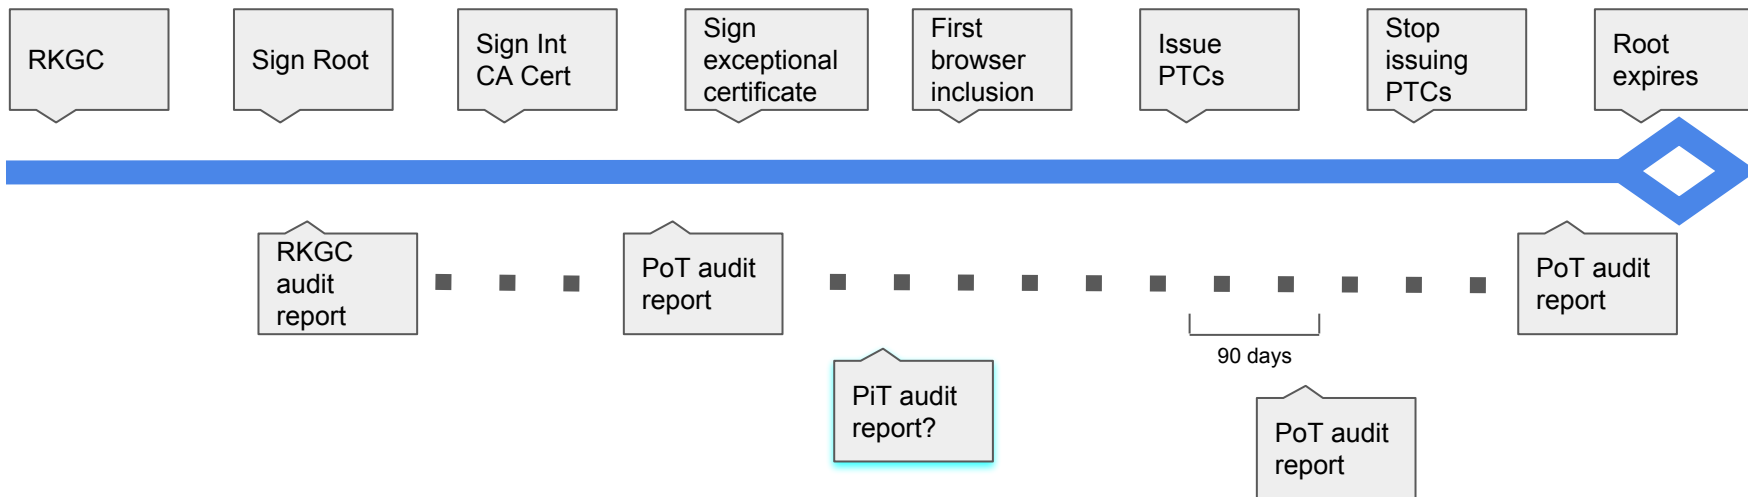 RKGC
Sign Root
Sign Int
CA Cert
Sign
exceptional
certificate
First
browser
inclusion
Issue
PTCs
Stop
issuing
PTCs
Root
expires
RKGC
audit
report
PoT audit
report
PoT audit
report
90 days
PiT audit
report?
PoT audit
report